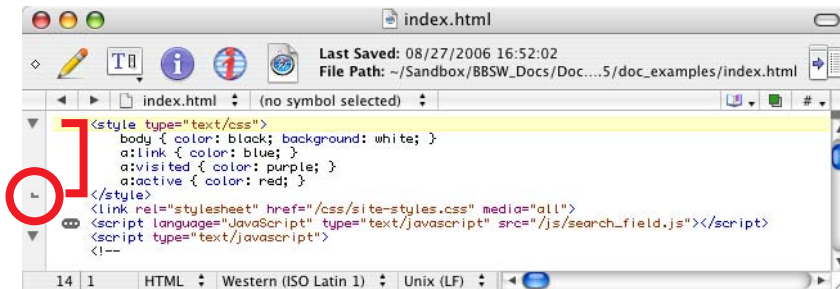 index.html
Last Saved: 08/27/2006 16:52:02
File Path: ~/Sandbox/BBSW_Docs/Doc....5/doc_examples/index.html
index.html (no symbol selected) #
<style type="text/css">
body { color: black; background: white; }
a:link { color: blue; }
a:visited { color: purple; }
a:active { color: red; }
</style>
<link rel="stylesheet" href="/css/site-styles.css" media="all">
<script language="JavaScript" type="text/javascript" src="/js/search_field.js"></script>
<script type="text/javascript">
<!--
14 1 HTML Western (ISO Latin 1) Unix (LF)